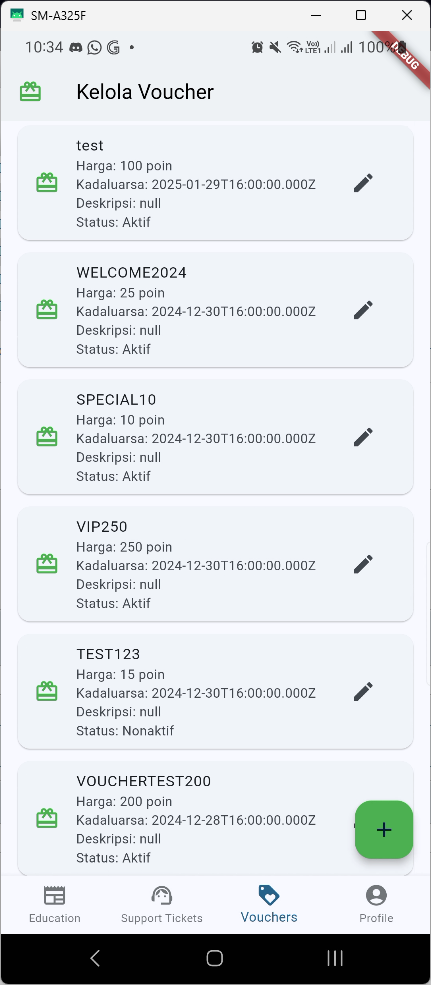 SM-A325F
10:34
Vo))
LTE1
100%
DEBUG
Kelola Voucher
test
Harga: 100 poin
Kadaluarsa: 2025-01-29T16:00:00.000Z
Deskripsi: null
Status: Aktif
WELCOME2024
Harga: 25 poin
Kadaluarsa: 2024-12-30T16:00:00.000Z
Deskripsi: null
Status: Aktif
SPECIAL10
Harga: 10 poin
Kadaluarsa: 2024-12-30T16:00:00.000Z
Deskripsi: null
Status: Aktif
VIP250
Harga: 250 poin
Kadaluarsa: 2024-12-30T16:00:00.000Z
Deskripsi: null
Status: Aktif
TEST123
Harga: 15 poin
Kadaluarsa: 2024-12-30T16:00:00.000Z
Deskripsi: null
Status: Nonaktif
VOUCHERTEST200
Harga: 200 poin
Kadaluarsa: 2024-12-28T16:00:00.000Z
Deskripsi: null
Status: Aktif
Education
Support Tickets
Vouchers
Profile